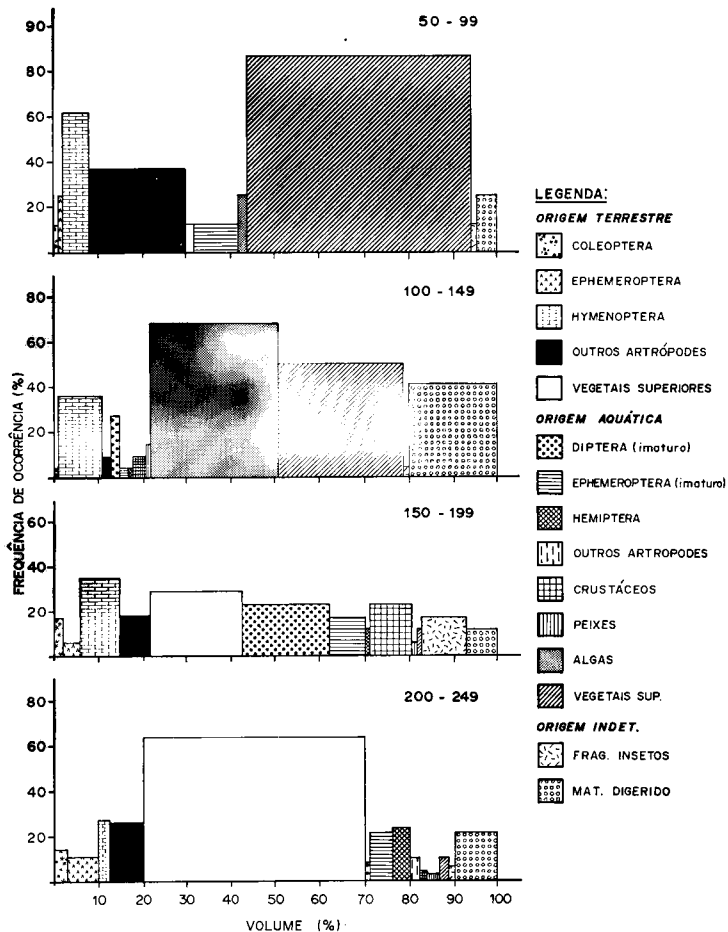 50 - 99
90
80
60
40
20
100 - 149
80
60
40
20
150 - 199
60
40
20
200 - 249
80
60
40
20
10 20 30 40 50 60 70 80 90 100
VOLUME (%)
FREQUÊNCIA DE OCORRÊNCIA (%)
LEGENDA:
ORIGEM TERRESTRE
COLEOPTERA
EPHEMEROPTERA
HYMENOPTERA
OUTROS ARTRÓPODES
VEGETAIS SUPERIORES
ORIGEM AQUÁTICA
DIPTERA (imaturo)
EPHEMEROPTERA (imaturo)
HEMIPTERA
OUTROS ARTROPODES
CRUSTÁCEOS
PEIXES
ALGAS
VEGETAIS SUP.
ORIGEM INDET.
FRAG. INSETOS
MAT. DIGERIDO